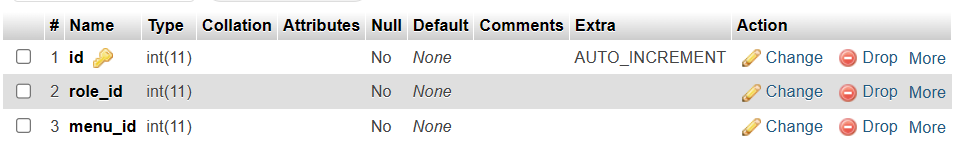 # Name Type Collation Attributes Null Default Comments Extra Action
1 id int(11) No None AUTO_INCREMENT Change Drop More
2 role_id int(11) No None Change Drop More
3 menu_id int(11) No None Change Drop More